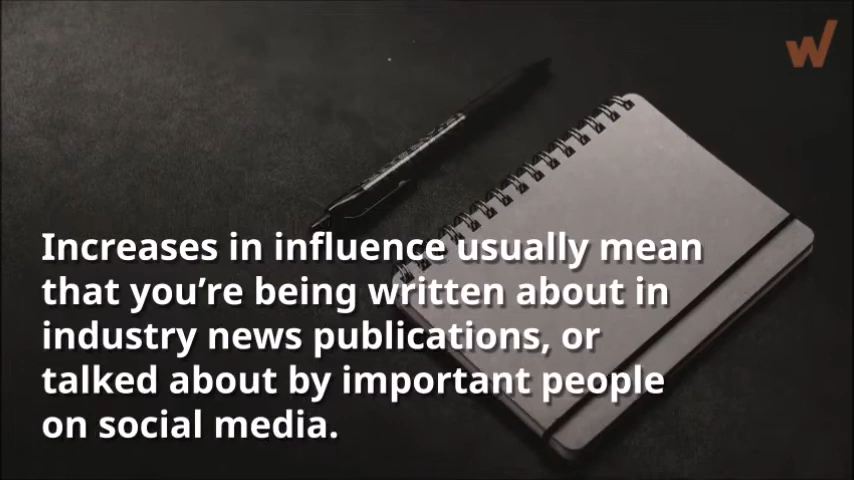 Increases in influence usually mean
that you’re being written about in
industry news publications, or
talked about by important people
on social media.